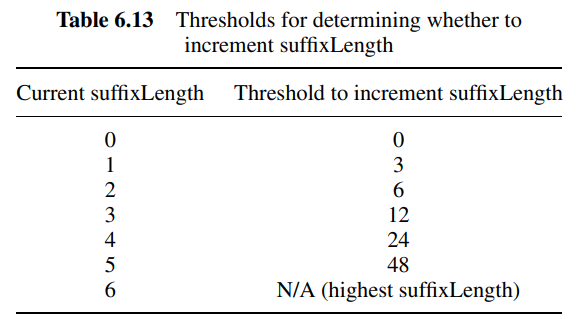 Table 6.13 Thresholds for determining whether to
increment suffixLength
Current suffixLength Threshold to increment suffixLength
0 0
1 3
2 6
3 12
4 24
5 48
6 N/A (highest suffixLength)